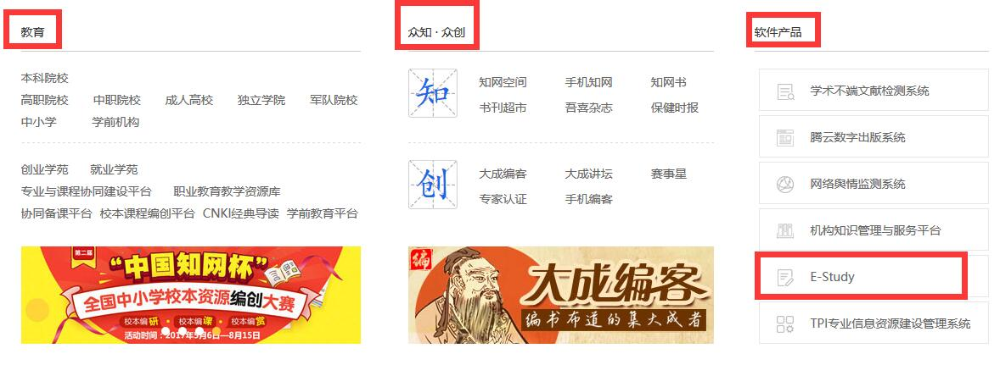 教育
本科院校
高职院校 中职院校 成人高校 独立学院 军队院校
中小学 学前机构
创业学苑 就业学苑
专业与课程协同建设平台 职业教育教学资源库
协同备课平台 校本课程编创平台 CNKI经典导读 学前教育平台
第二届
“中国知网杯”
全国中小学校本资源编创大赛
校本编研·校本编课·校本编赏
活动时间：2017年5月6—8月15日
众知·众创
知
知网空间 手机知网 知网书
书刊超市 吾喜杂志 保健时报
创
大成编客 大成讲坛 赛事星
专家认证 手机编客
编
大成编客
编书布道的集大成者
软件产品
学术不端文献检测系统
腾云数字出版系统
网络舆情监测系统
机构知识管理与服务平台
E-Study
TPI专业信息资源建设管理系统